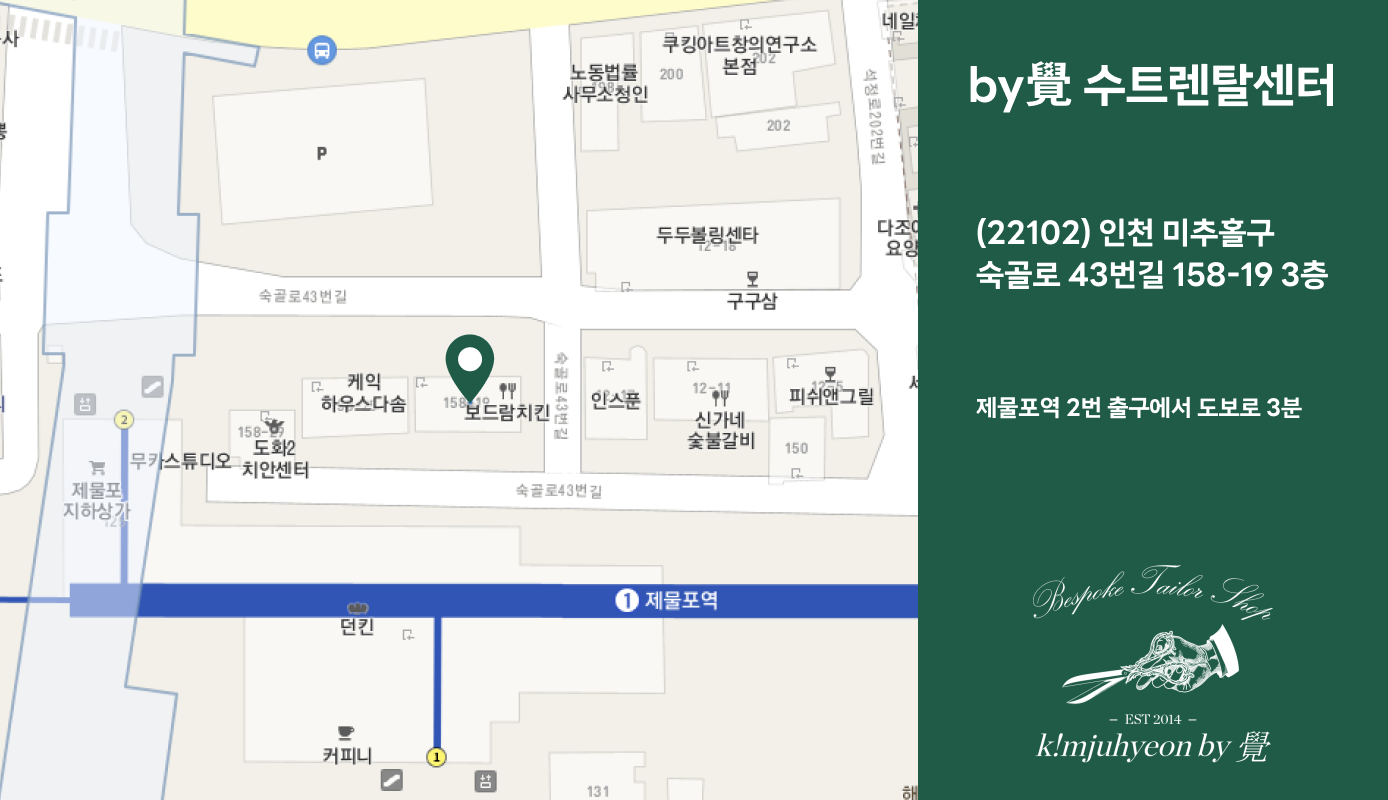 by覺 수트렌탈센터
(22102) 인천 미추홀구
숙골로 43번길 158-19 3층
제물포역 2번 출구에서 도보로 3분
Bespoke Tailor Shop
– EST 2014 –
k!mjuhyeon by 覺
P
노동법률
사무소청인
200
쿠킹아트창의연구소
본점
202
202
석정로202번길
네일
두두볼링센타
12-18
구구삼
다조
요양
숙골로43번길
케익
하우스다솜
158-19
보드람치킨
숙골로43번길
인스푼
12-11
신가네
숯불갈비
피쉬앤그릴
150
2
158-27
도화2
치안센터
무카스튜디오
제물포
지하상가
숙골로43번길
1 제물포역
던킨
커피니
1
131
해